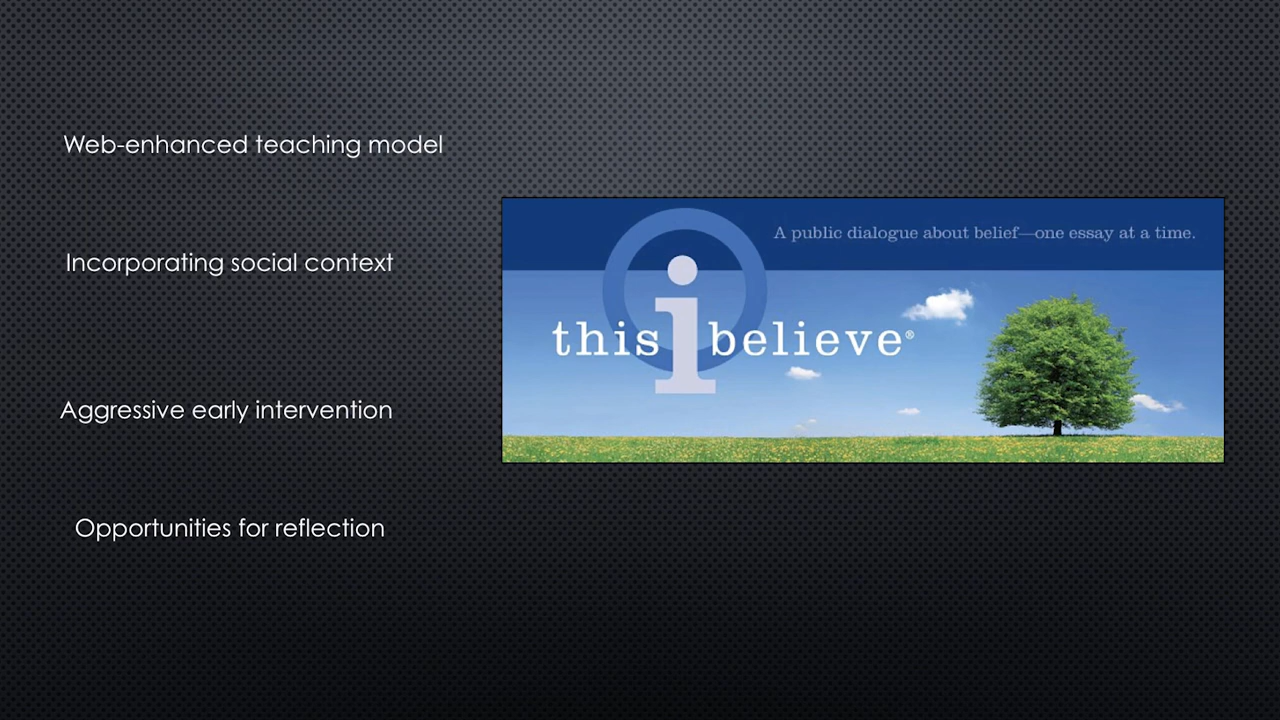 Web-enhanced teaching model
Incorporating social context
A public dialogue about belief—one essay at a time.
this i believe®
Aggressive early intervention
Opportunities for reflection